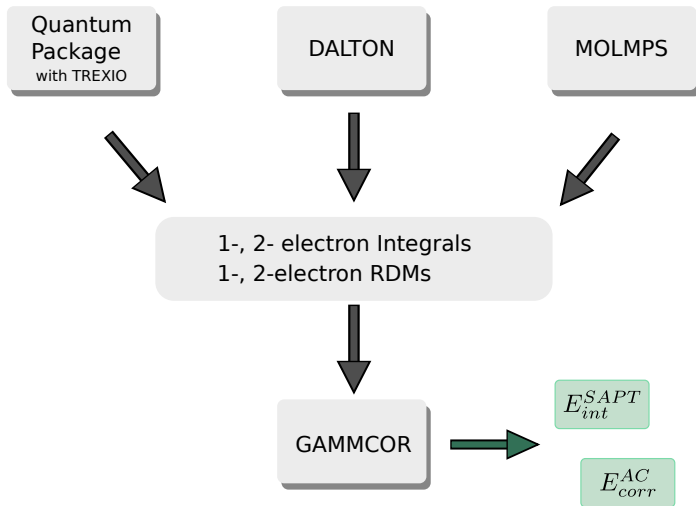 Quantum
Package
with TREXIO
DALTON
MOLMPS
1-, 2- electron Integrals
1-, 2-electron RDMs
GAMMCOR
E_{int}^{SAPT}
E_{corr}^{AC}